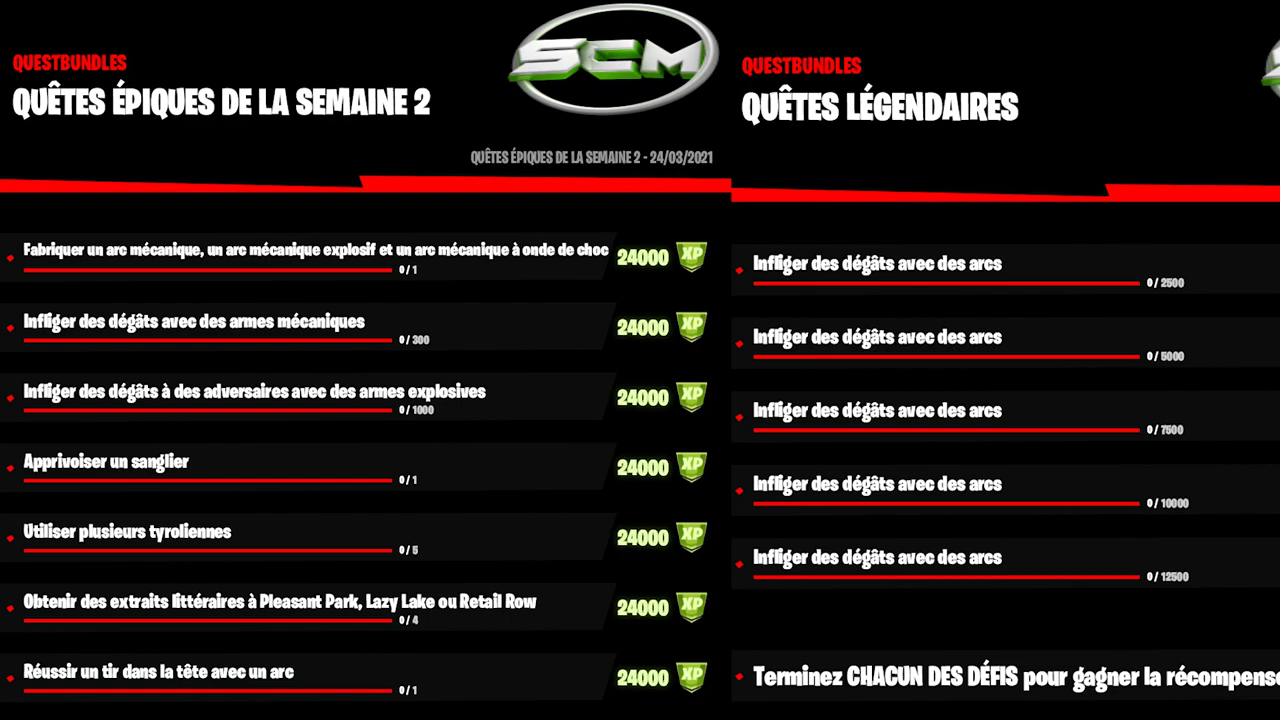 SCM
QUESTBUNDLES
QUÊTES ÉPIQUES DE LA SEMAINE 2
QUÊTES ÉPIQUES DE LA SEMAINE 2 - 24/03/2021
Fabriquer un arc mécanique, un arc mécanique explosif et un arc mécanique à onde de choc
0 / 1
24000 XP
Infliger des dégâts avec des armes mécaniques
0 / 300
24000 XP
Infliger des dégâts à des adversaires avec des armes explosives
0 / 1000
24000 XP
Apprivoiser un sanglier
0 / 1
24000 XP
Utiliser plusieurs tyroliennes
0 / 5
24000 XP
Obtenir des extraits littéraires à Pleasant Park, Lazy Lake ou Retail Row
0 / 4
24000 XP
Réussir un tir dans la tête avec un arc
0 / 1
24000 XP
QUESTBUNDLES
QUÊTES LÉGENDAIRES
Infliger des dégâts avec des arcs
0 / 2500
Infliger des dégâts avec des arcs
0 / 5000
Infliger des dégâts avec des arcs
0 / 7500
Infliger des dégâts avec des arcs
0 / 10000
Infliger des dégâts avec des arcs
0 / 12500
Terminez CHACUN DES DÉFIS pour gagner la récompense